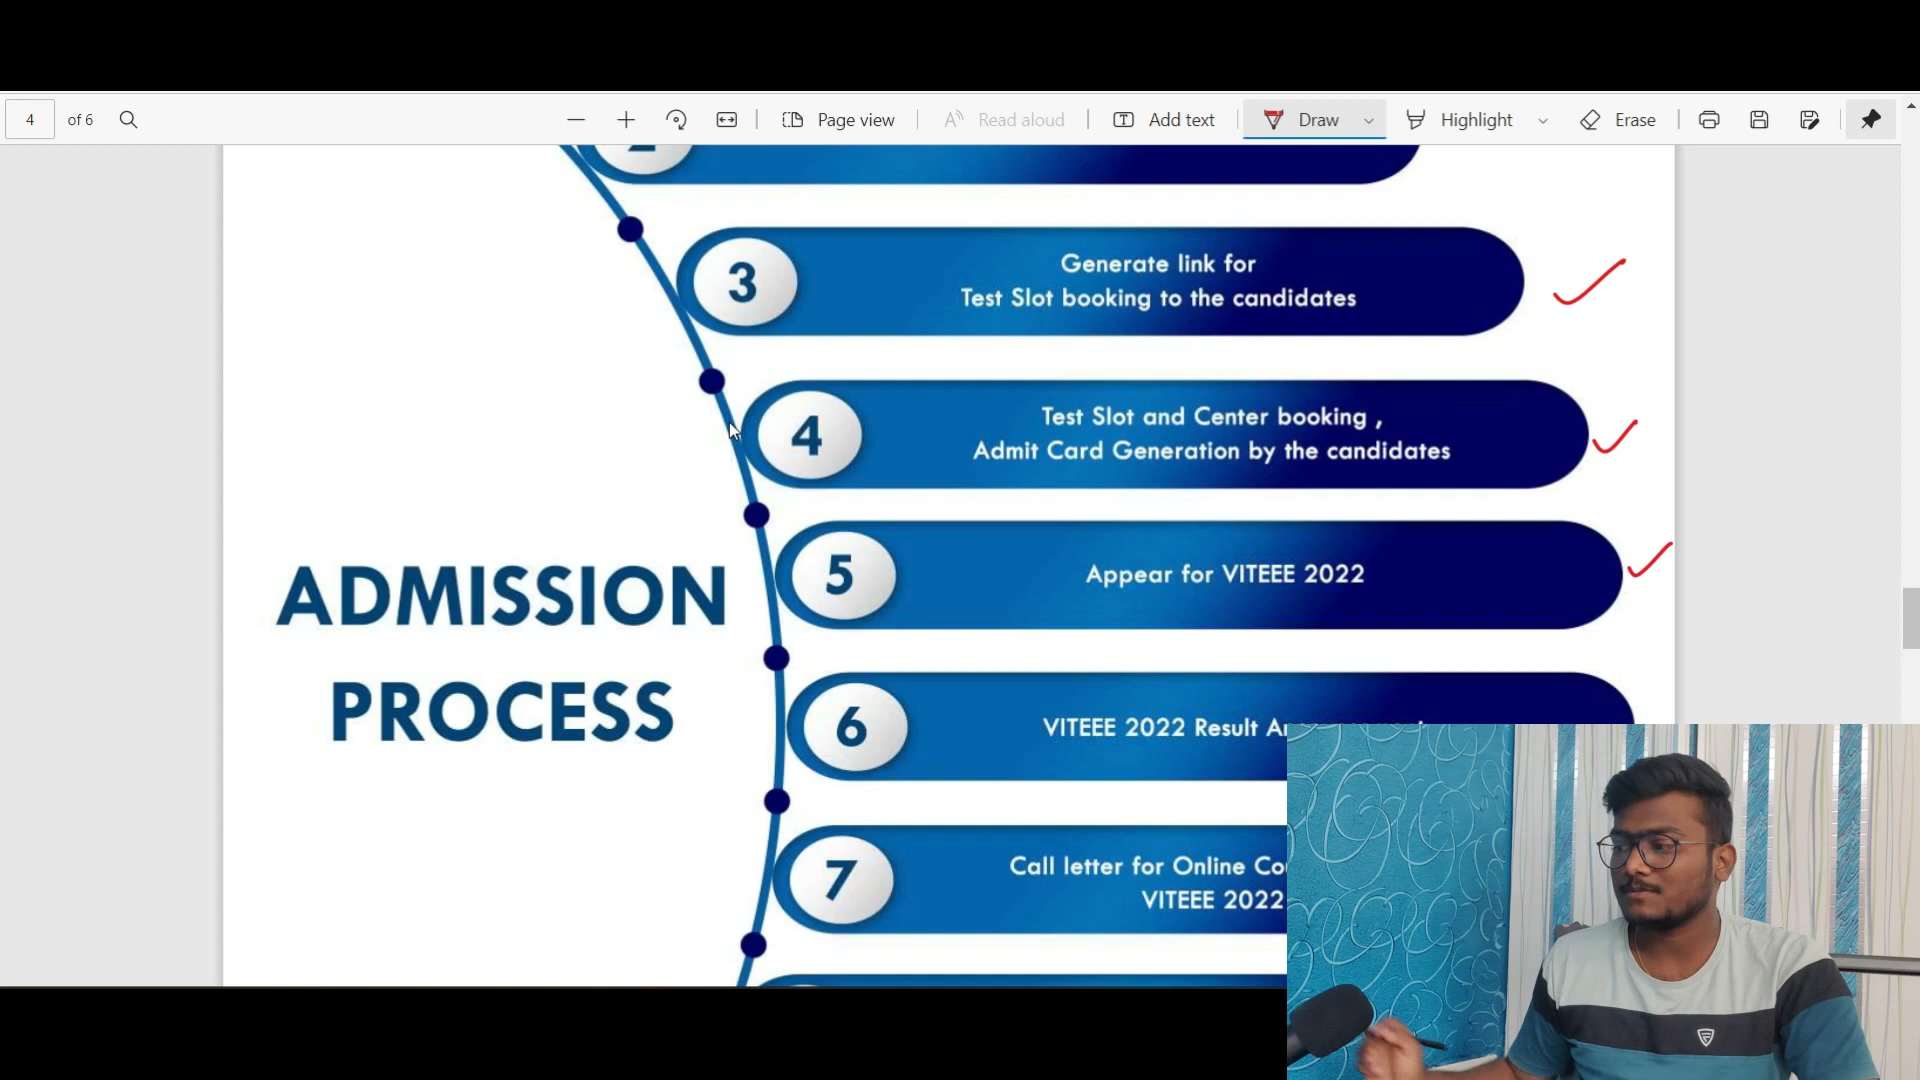 4 of 6 Page view Read aloud Add text Draw Highlight Erase
3 Generate link for
Test Slot booking to the candidates
4 Test Slot and Center booking ,
Admit Card Generation by the candidates
5 Appear for VITEEE 2022
ADMISSION
PROCESS
6 VITEEE 2022 Result
7 Call letter for Online
VITEEE 2022